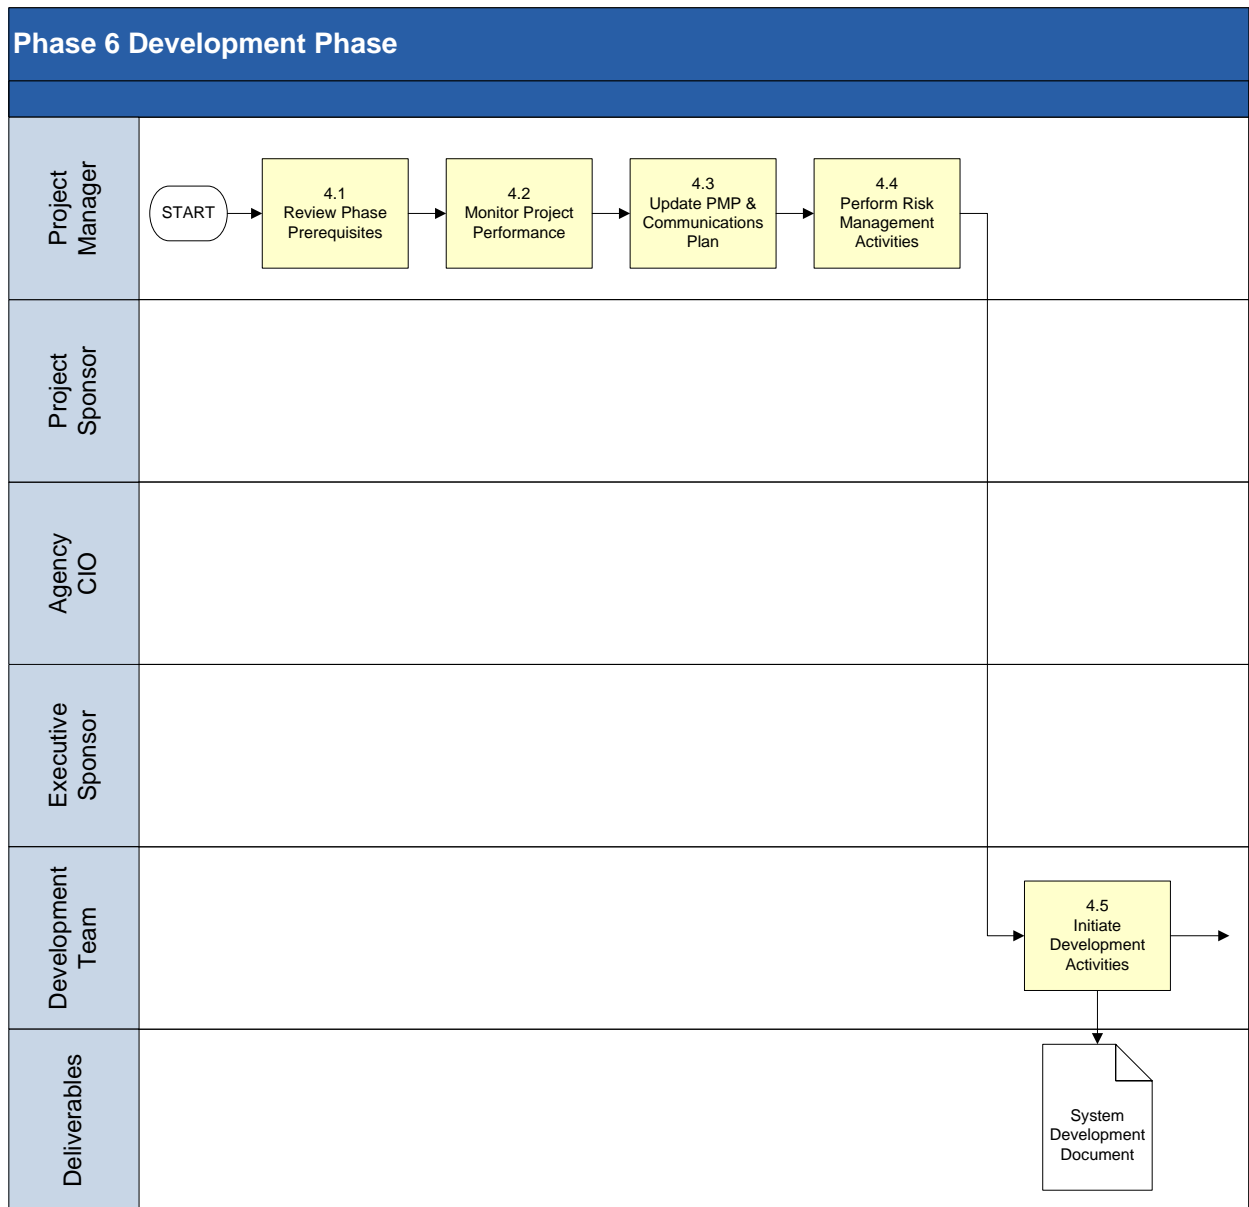 Phase 6 Development Phase
Project
Manager
START
4.1
Review Phase
Prerequisites
4.2
Monitor Project
Performance
4.3
Update PMP &
Communications
Plan
4.4
Perform Risk
Management
Activities
Project
Sponsor
Agency
CIO
Executive
Sponsor
Development
Team
4.5
Initiate
Development
Activities
Deliverables
System
Development
Document